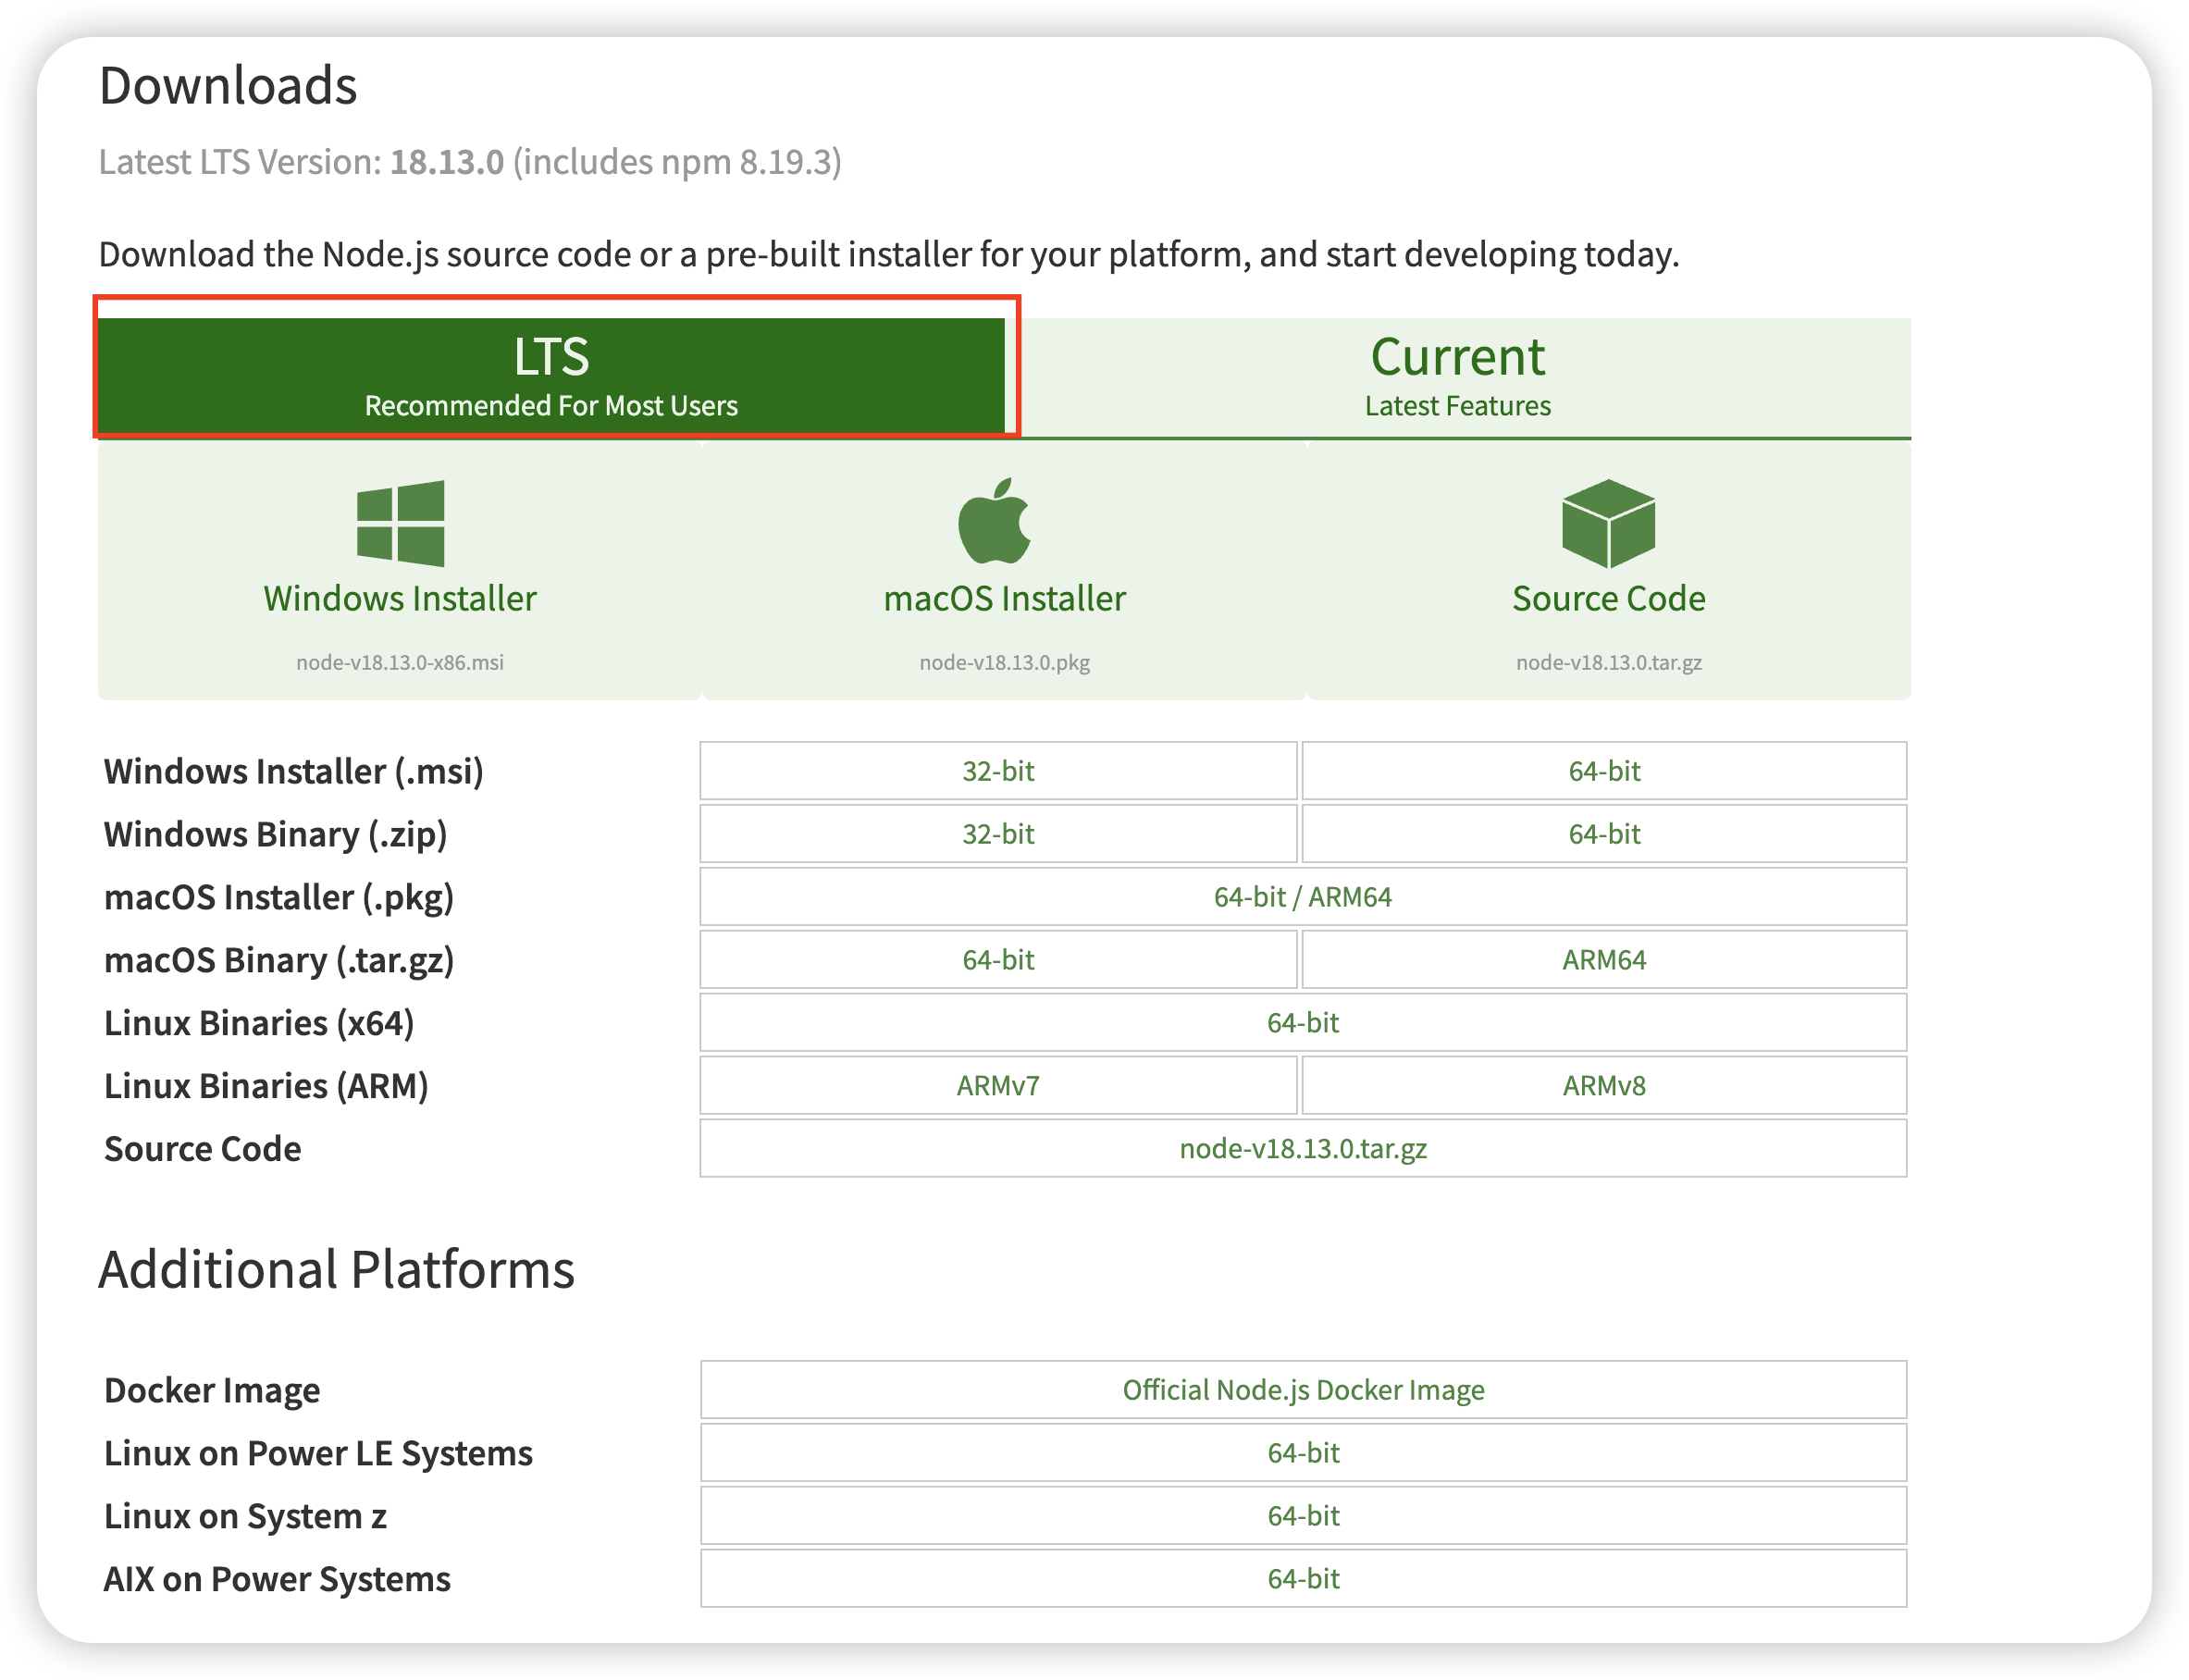 Downloads
Latest LTS Version: 18.13.0 (includes npm 8.19.3)
Download the Node.js source code or a pre-built installer for your platform, and start developing today.
LTS
Recommended For Most Users
Current
Latest Features
Windows Installer
node-v18.13.0-x86.msi
macOS Installer
node-v18.13.0.pkg
Source Code
node-v18.13.0.tar.gz
Windows Installer (.msi) 32-bit 64-bit
Windows Binary (.zip) 32-bit 64-bit
macOS Installer (.pkg) 64-bit / ARM64
macOS Binary (.tar.gz) 64-bit ARM64
Linux Binaries (x64) 64-bit
Linux Binaries (ARM) ARMv7 ARMv8
Source Code node-v18.13.0.tar.gz
Additional Platforms
Docker Image Official Node.js Docker Image
Linux on Power LE Systems 64-bit
Linux on System z 64-bit
AIX on Power Systems 64-bit